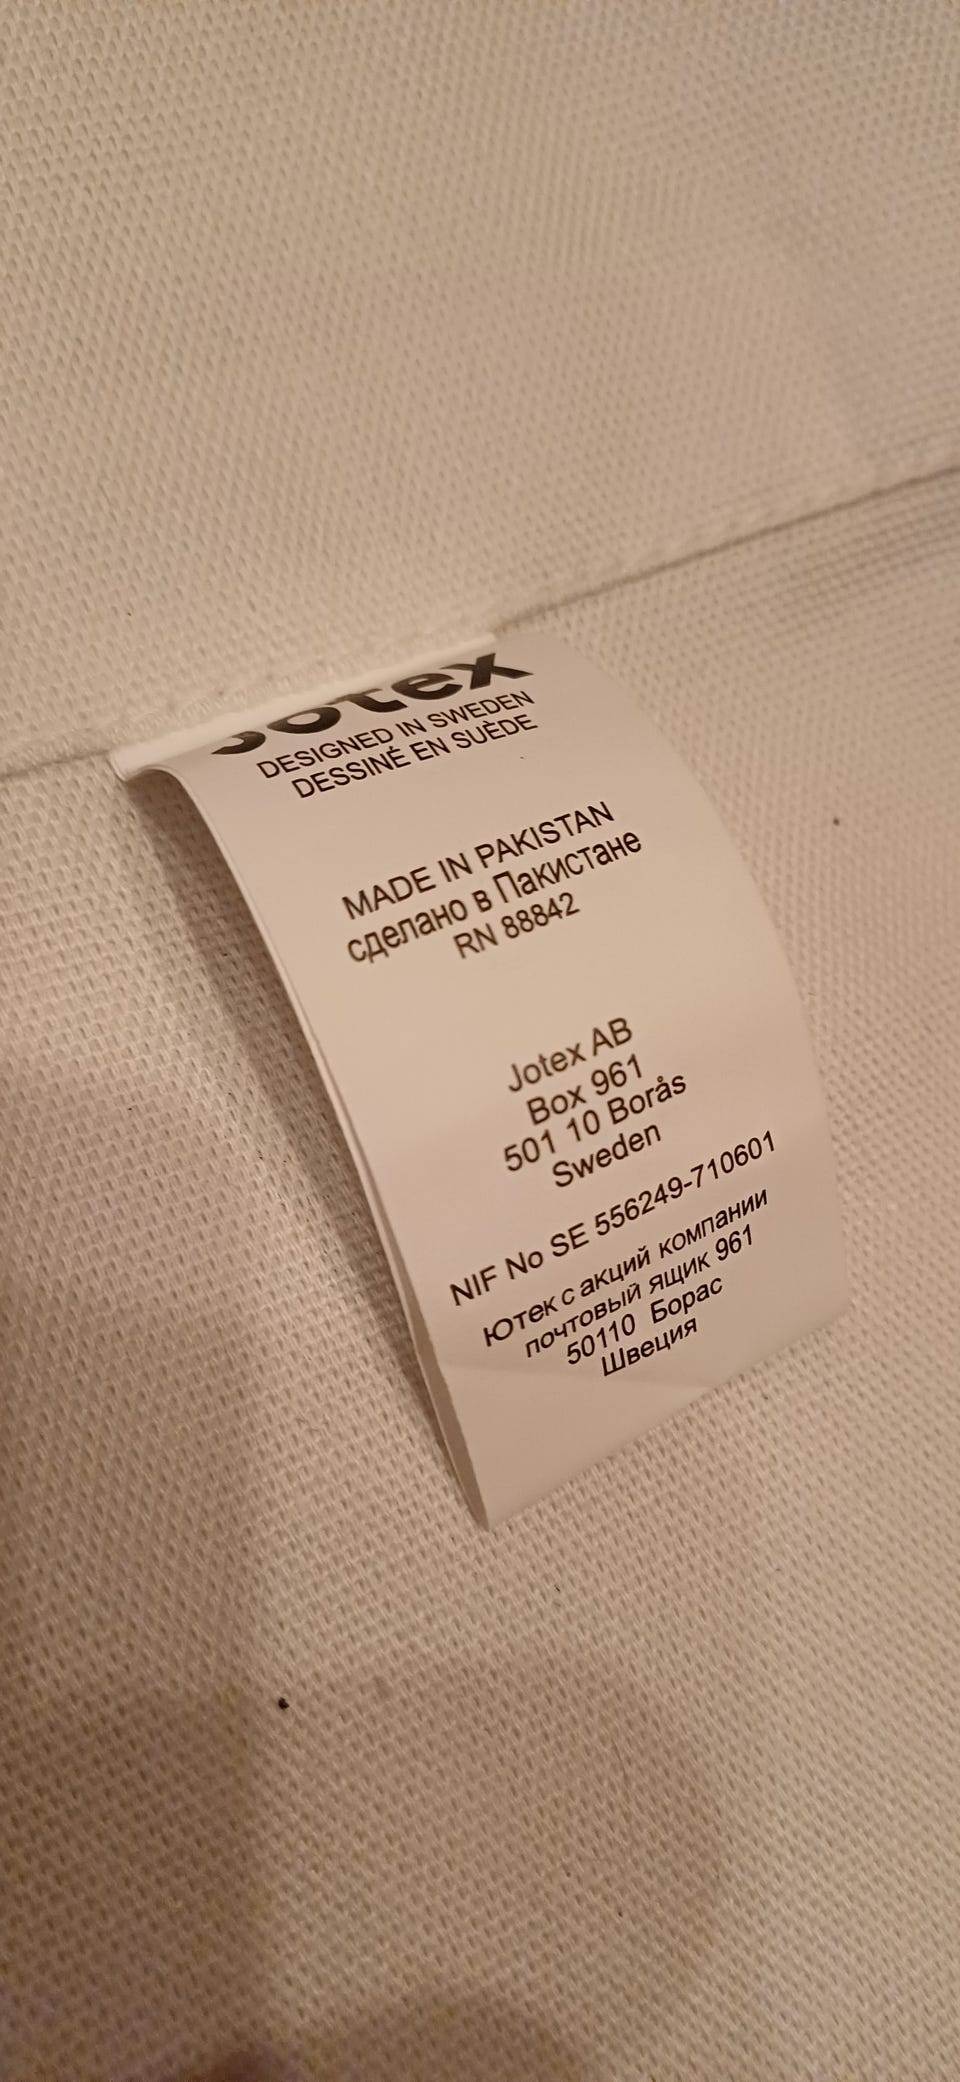 Jotex
DESIGNED IN SWEDEN
DESSINÉ EN SUÈDE
MADE IN PAKISTAN
сделано в Пакистане
RN 88842
Jotex AB
Box 961
501 10 Borås
Sweden
NIF No SE 556249-710601
Ютек с акций компании
почтовый ящик 961
50110 Борас
Швеция